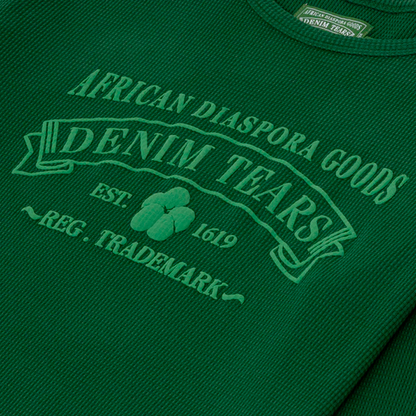 AFRICAN DIASPORA GOODS
DENIM TEARS
AFRICAN DIASPORA GOODS
DENIM TEARS
EST. 1619
~REG. TRADEMARK~